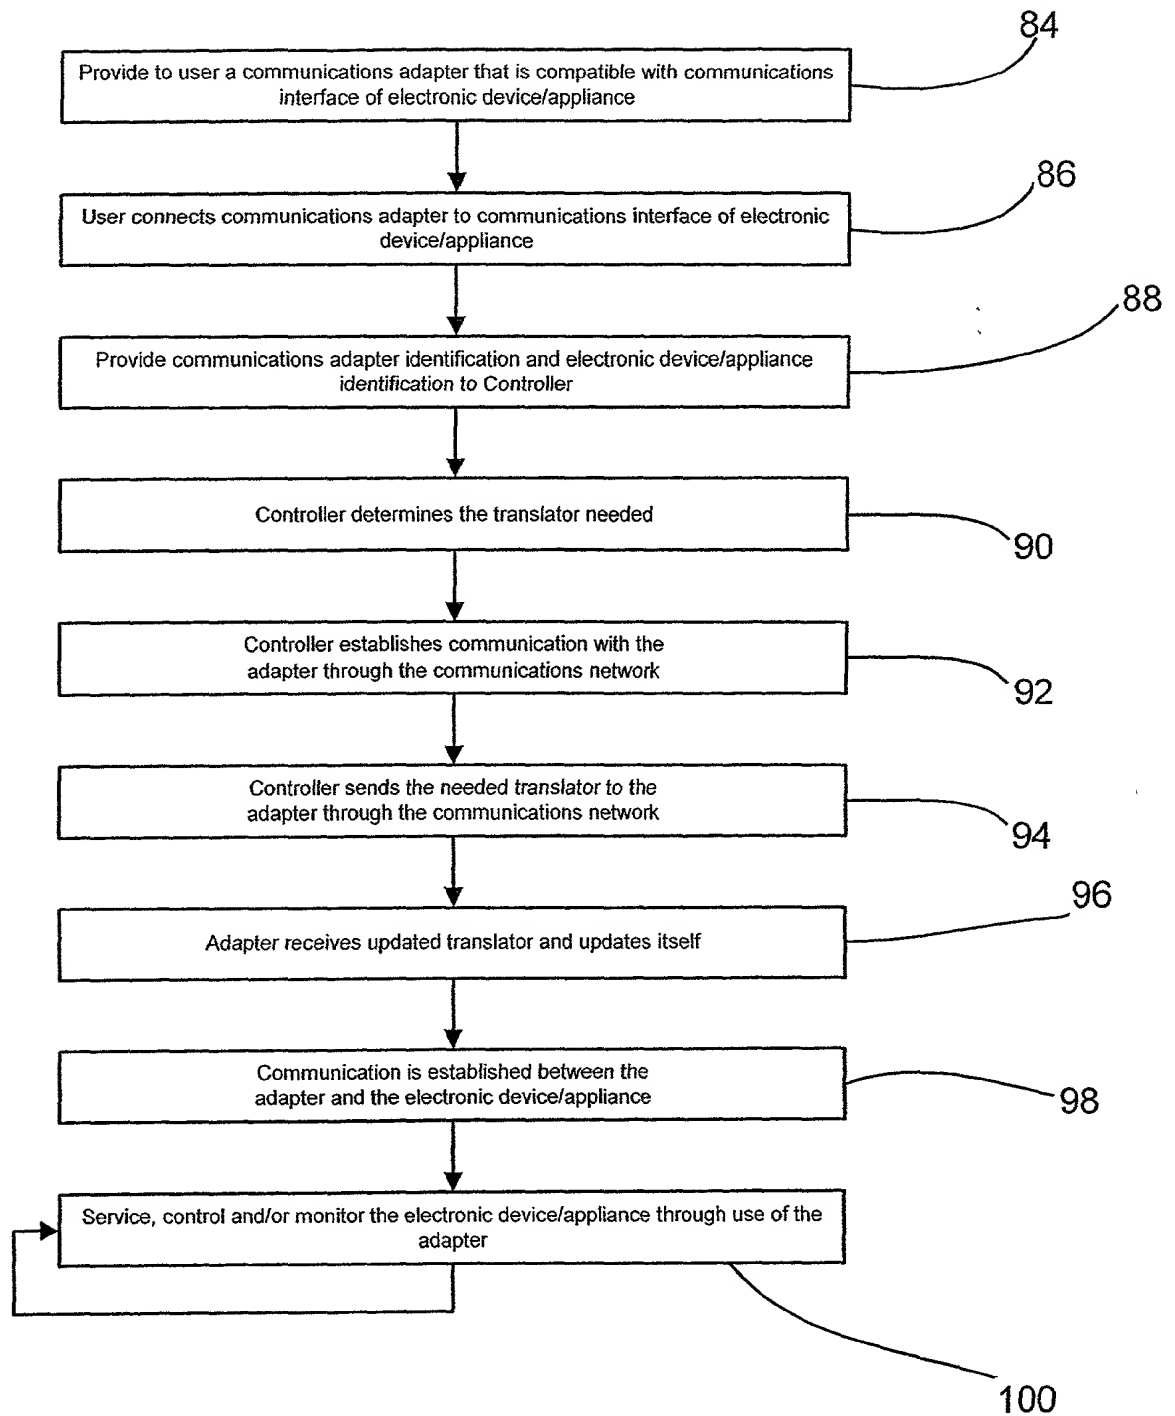 84
Provide to user a communications adapter that is compatible with communications
interface of electronic device/appliance
86
User connects communications adapter to communications interface of electronic
device/appliance
88
Provide communications adapter identification and electronic device/appliance
identification to Controller
Controller determines the translator needed
90
Controller establishes communication with the
adapter through the communications network
92
Controller sends the needed translator to the
adapter through the communications network
94
96
Adapter receives updated translator and updates itself
Communication is established between the
adapter and the electronic device/appliance
98
Service, control and/or monitor the electronic device/appliance through use of the
adapter
100